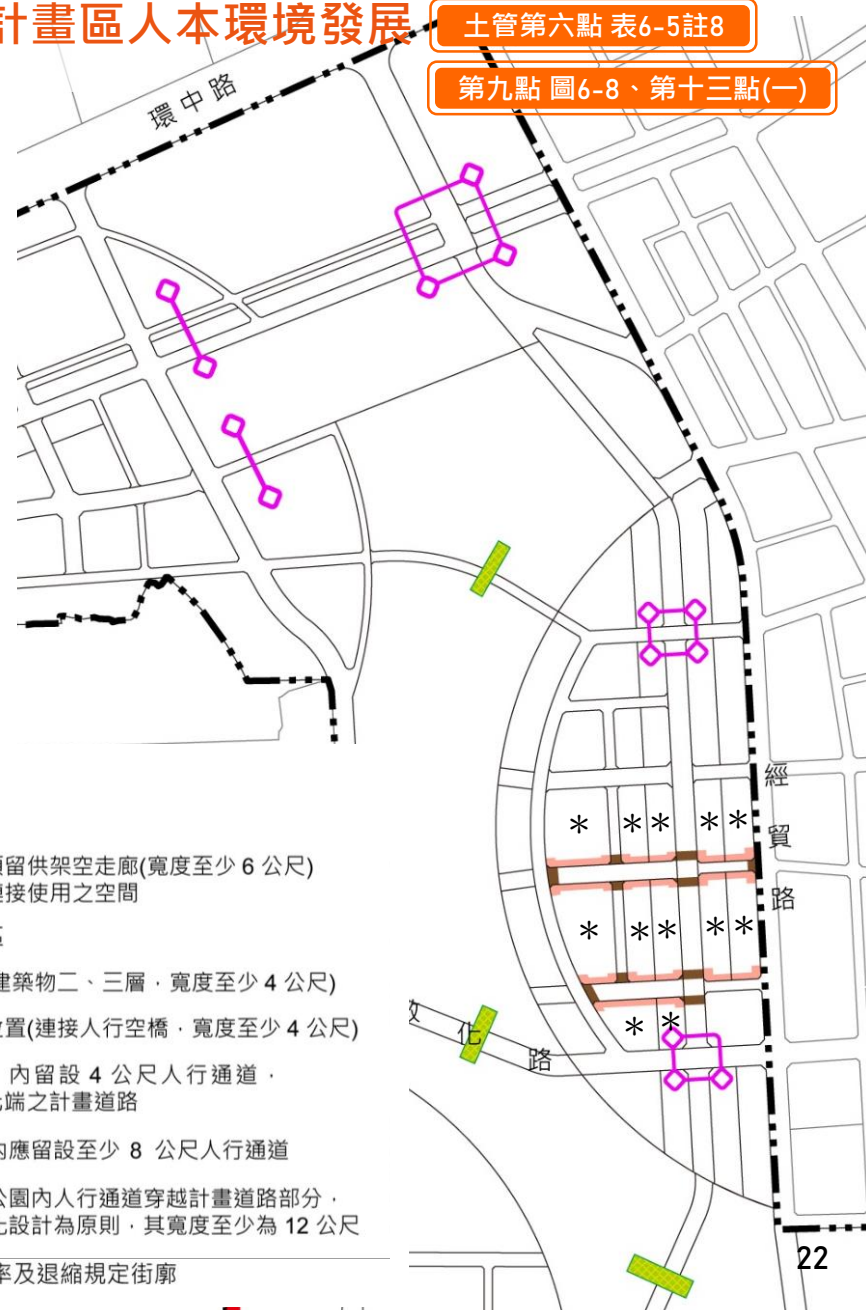 計畫區人本環境發展
土管第六點 表6-5註8
第九點 圖6-8、第十三點(一)
環中路
經貿路
＊ ＊＊ ＊＊
＊ ＊＊ ＊＊
＊ ＊
化路
留供架空走廊(寬度至少 6 公尺)
接使用之空間
建築物二、三層，寬度至少 4 公尺)
置(連接人行空橋，寬度至少 4 公尺)
內留設 4 公尺人行通道，
端之計畫道路
內應留設至少 8 公尺人行通道
公園內人行通道穿越計畫道路部分，
設計為原則，其寬度至少為 12 公尺
率及退縮規定街廓
22